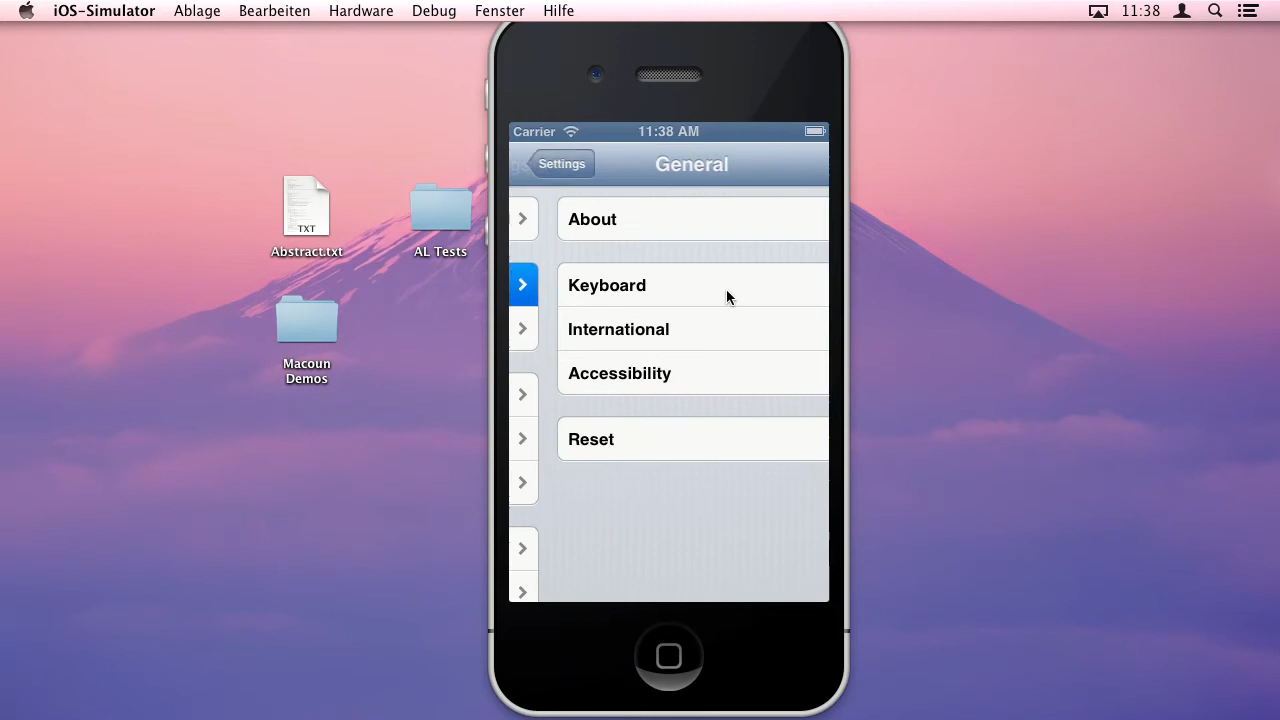 iOS-Simulator Ablage Bearbeiten Hardware Debug Fenster Hilfe 11:38
Carrier 11:38 AM
Settings General
About
Keyboard
International
Accessibility
Reset
TXT
Abstract.txt
AL Tests
Macoun
Demos